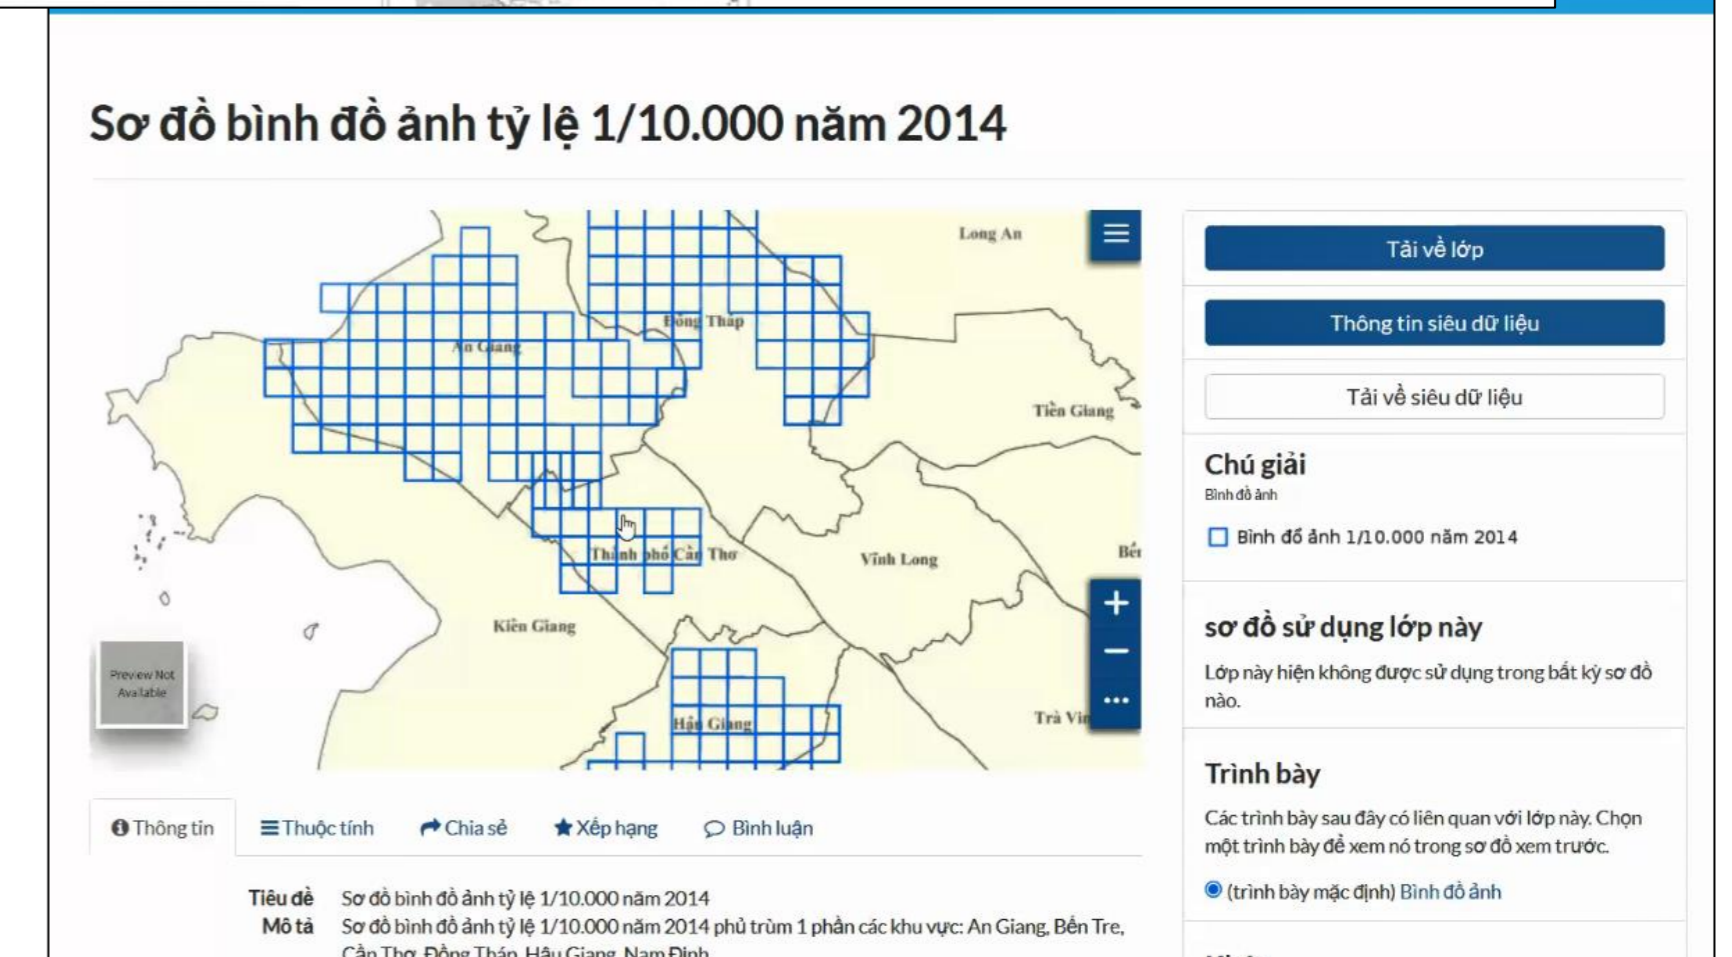 Sơ đồ bình đồ ảnh tỷ lệ 1/10.000 năm 2014
Long An
Đồng Tháp
An Giang
Tiền Giang
Thành phố Cần Thơ
Vĩnh Long
Kiên Giang
Hậu Giang
Preview Not
Available
Tải về lớp
Thông tin siêu dữ liệu
Tải về siêu dữ liệu
Chú giải
Bình đồ ảnh
Bình đồ ảnh 1/10.000 năm 2014
sơ đồ sử dụng lớp này
Lớp này hiện không được sử dụng trong bất kỳ sơ đồ
nào.
Trình bày
Các trình bày sau đây có liên quan với lớp này. Chọn
một trình bày để xem nó trong sơ đồ xem trước.
(trình bày mặc định) Bình đồ ảnh
Thông tin
Thuộc tính
Chia sẻ
Xếp hạng
Bình luận
Tiêu đề Sơ đồ bình đồ ảnh tỷ lệ 1/10.000 năm 2014
Mô tả Sơ đồ bình đồ ảnh tỷ lệ 1/10.000 năm 2014 phủ trùm 1 phần các khu vực: An Giang, Bến Tre,
Cần Thơ, Đồng Tháp, Hậu Giang, Nam Định